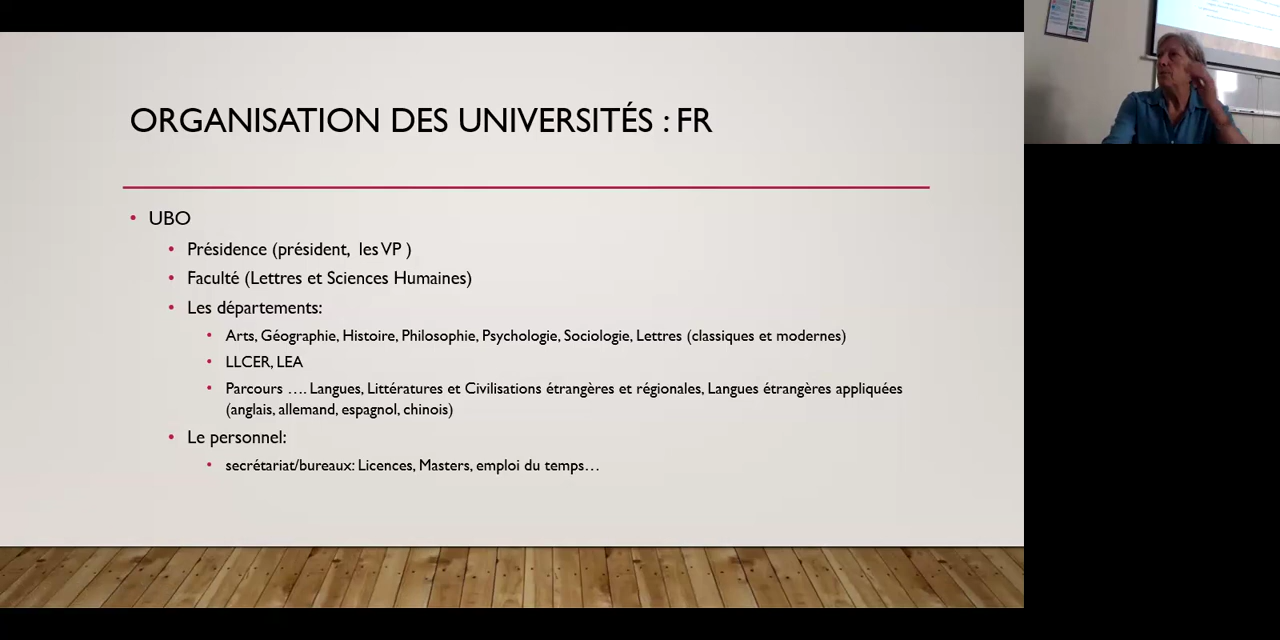 ORGANISATION DES UNIVERSITÉS : FR
UBO
Présidence (président, les VP )
Faculté (Lettres et Sciences Humaines)
Les départements:
Arts, Géographie, Histoire, Philosophie, Psychologie, Sociologie, Lettres (classiques et modernes)
LLCER, LEA
Parcours …. Langues, Littératures et Civilisations étrangères et régionales, Langues étrangères appliquées
(anglais, allemand, espagnol, chinois)
Le personnel:
secrétariat/bureaux: Licences, Masters, emploi du temps…